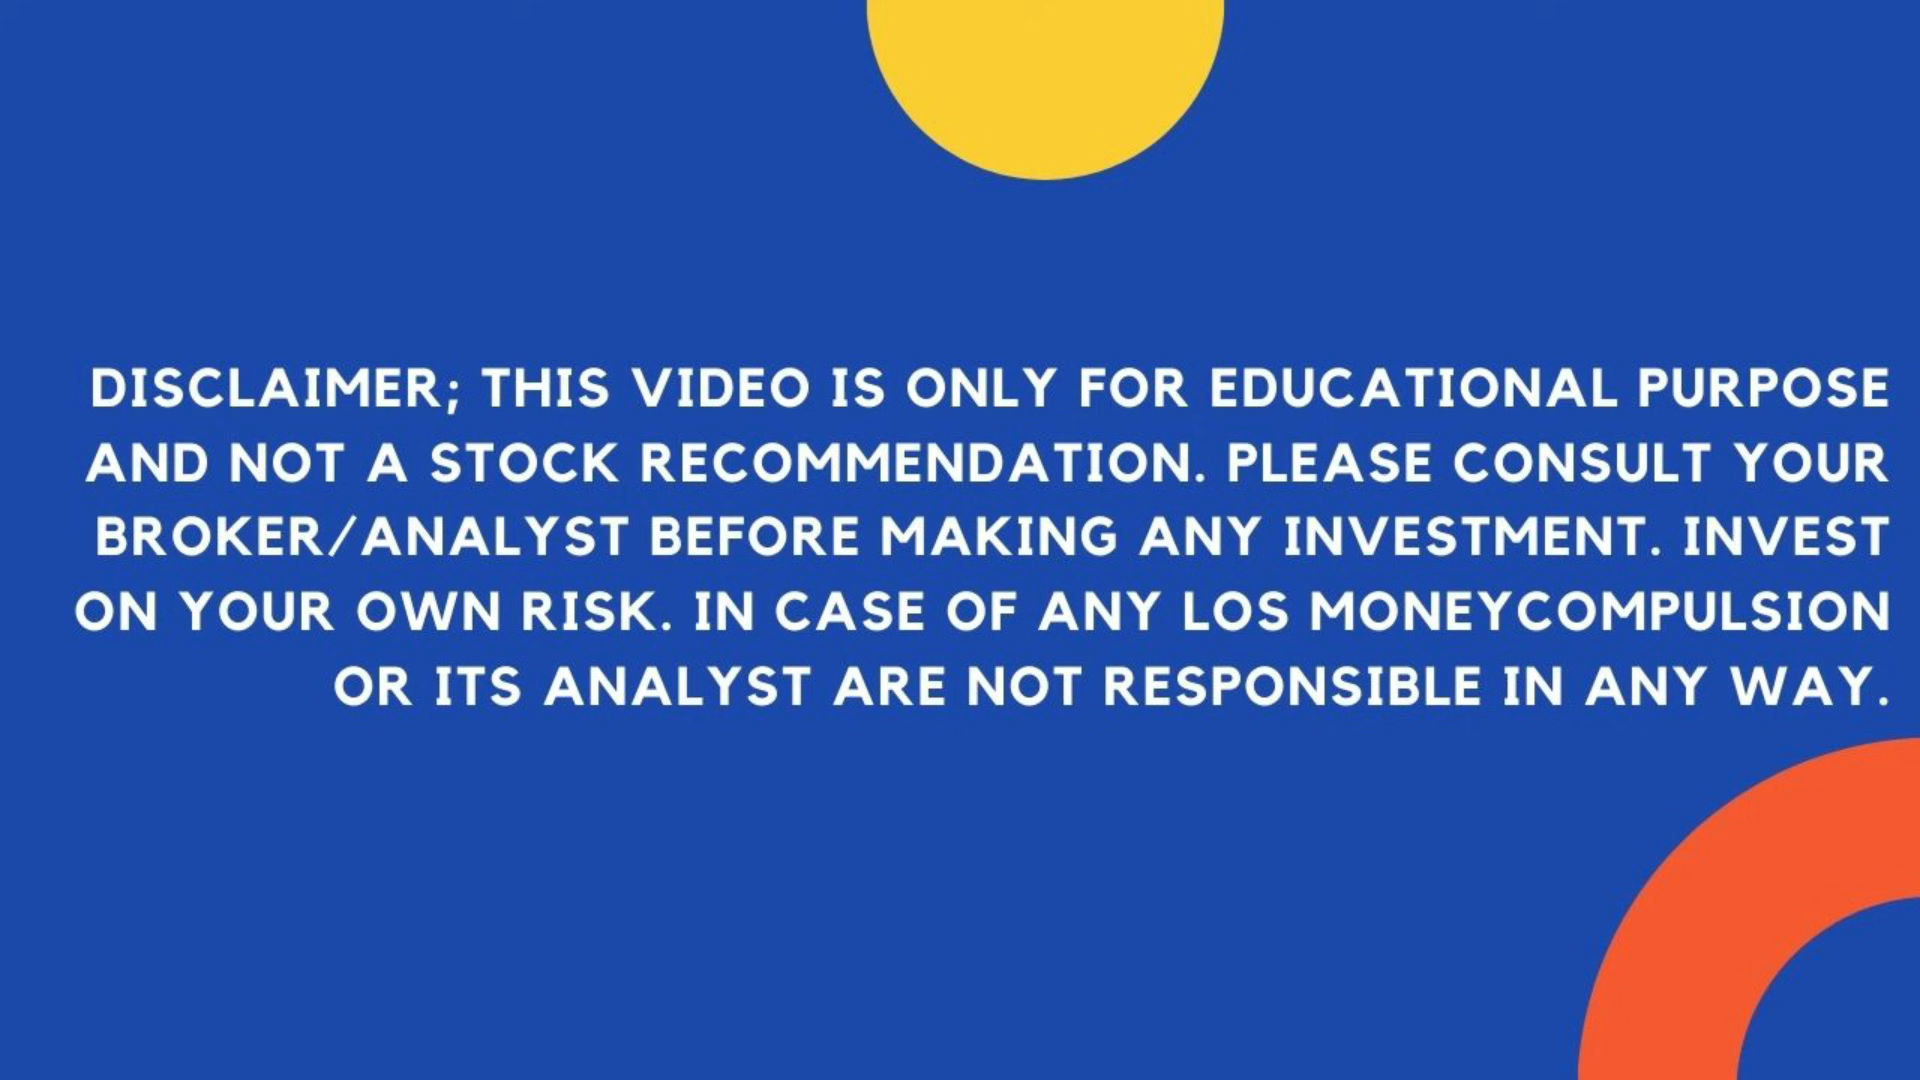 DISCLAIMER; THIS VIDEO IS ONLY FOR EDUCATIONAL PURPOSE
AND NOT A STOCK RECOMMENDATION. PLEASE CONSULT YOUR
BROKER/ANALYST BEFORE MAKING ANY INVESTMENT. INVEST
ON YOUR OWN RISK. IN CASE OF ANY LOS MONEYCOMPULSION
OR ITS ANALYST ARE NOT RESPONSIBLE IN ANY WAY.